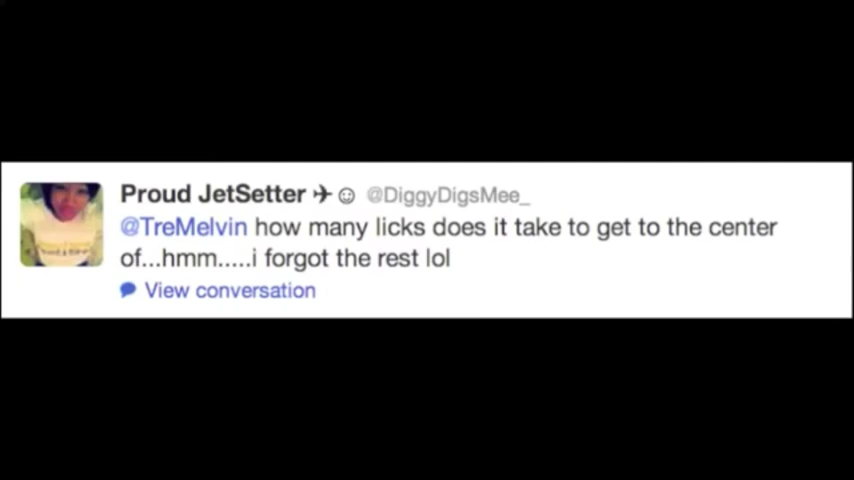 Proud JetSetter ✈☺ @DiggyDigsMee_
@TreMelvin how many licks does it take to get to the center
of...hmm.....i forgot the rest lol
View conversation